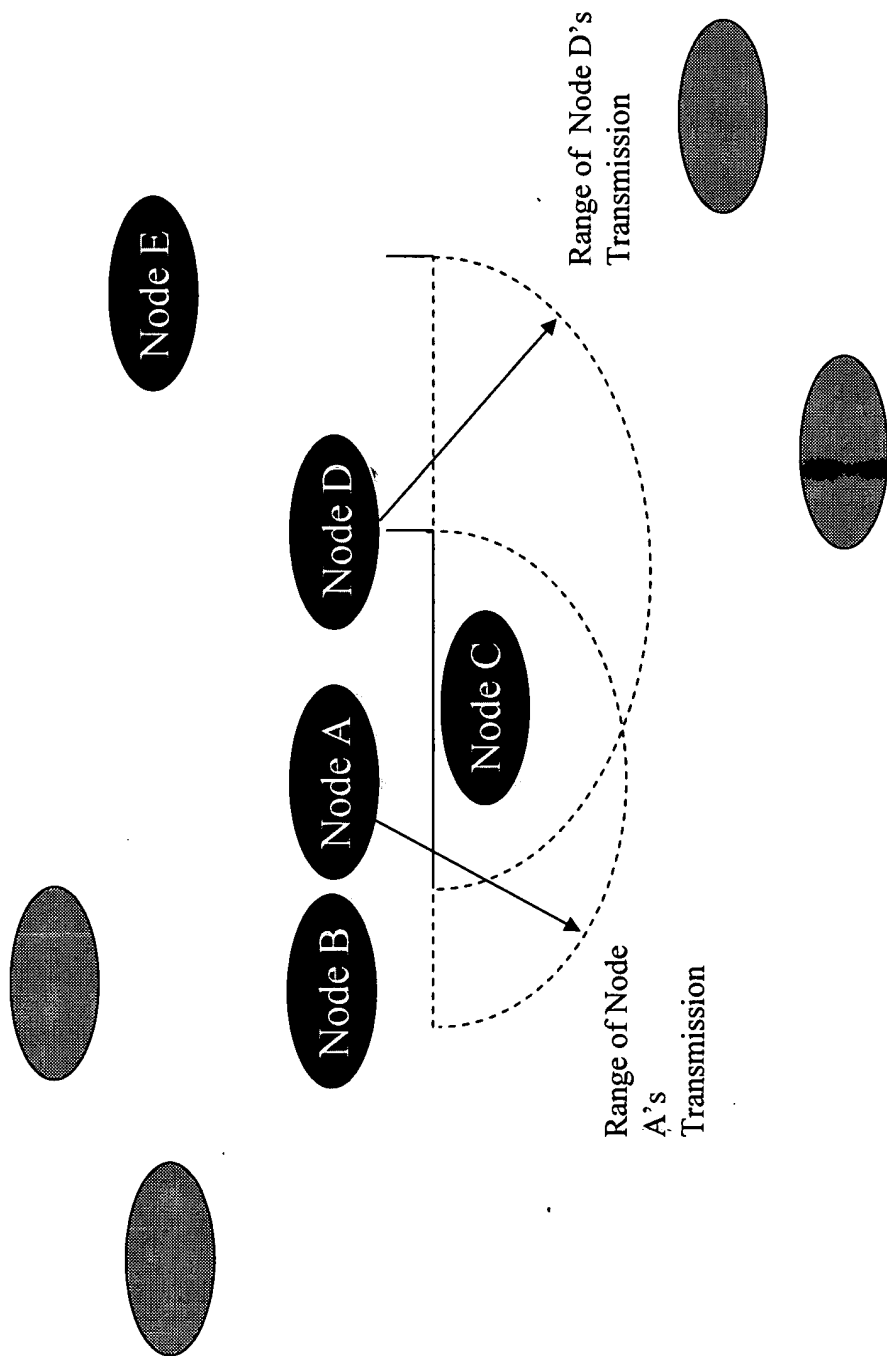 Node E
Node B
Node A
Node D
Node C
Range of Node D's
Transmission
Range of Node
A's
Transmission